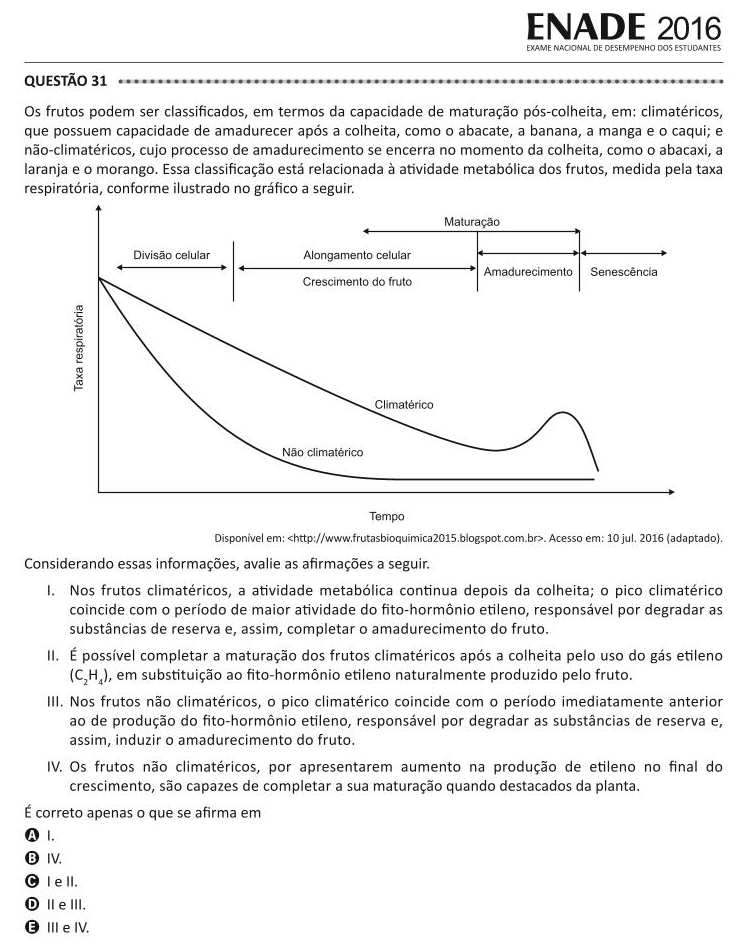 ENADE 2016
EXAME NACIONAL DE DESEMPENHO DOS ESTUDANTES
QUESTÃO 31
Os frutos podem ser classificados, em termos da capacidade de maturação pós-colheita, em: climatéricos,
que possuem capacidade de amadurecer após a colheita, como o abacate, a banana, a manga e o caqui; e
não-climatéricos, cujo processo de amadurecimento se encerra no momento da colheita, como o abacaxi, a
laranja e o morango. Essa classificação está relacionada à atividade metabólica dos frutos, medida pela taxa
respiratória, conforme ilustrado no gráfico a seguir.
Maturação
Divisão celular
Alongamento celular
Crescimento do fruto
Amadurecimento
Senescência
Taxa respiratória
Climatérico
Não climatérico
Tempo
Disponível em: <http://www.frutasbioquimica2015.blogspot.com.br>. Acesso em: 10 jul. 2016 (adaptado).
Considerando essas informações, avalie as afirmações a seguir.
I. Nos frutos climatéricos, a atividade metabólica continua depois da colheita; o pico climatérico
coincide com o período de maior atividade do fito-hormônio etileno, responsável por degradar as
substâncias de reserva e, assim, completar o amadurecimento do fruto.
II. É possível completar a maturação dos frutos climatéricos após a colheita pelo uso do gás etileno
(C2H4), em substituição ao fito-hormônio etileno naturalmente produzido pelo fruto.
III. Nos frutos não climatéricos, o pico climatérico coincide com o período imediatamente anterior
ao de produção do fito-hormônio etileno, responsável por degradar as substâncias de reserva e,
assim, induzir o amadurecimento do fruto.
IV. Os frutos não climatéricos, por apresentarem aumento na produção de etileno no final do
crescimento, são capazes de completar a sua maturação quando destacados da planta.
É correto apenas o que se afirma em
A I.
B IV.
C I e II.
D II e III.
E III e IV.